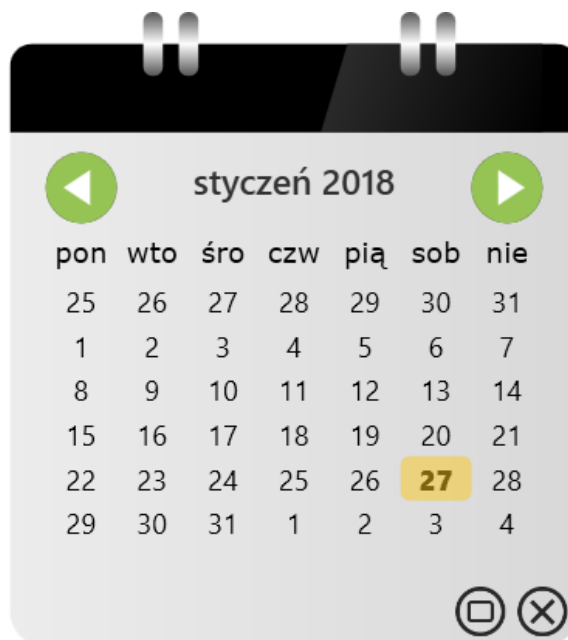 styczeń 2018
pon wto śro czw pią sob nie
25 26 27 28 29 30 31
1 2 3 4 5 6 7
8 9 10 11 12 13 14
15 16 17 18 19 20 21
22 23 24 25 26 27 28
29 30 31 1 2 3 4